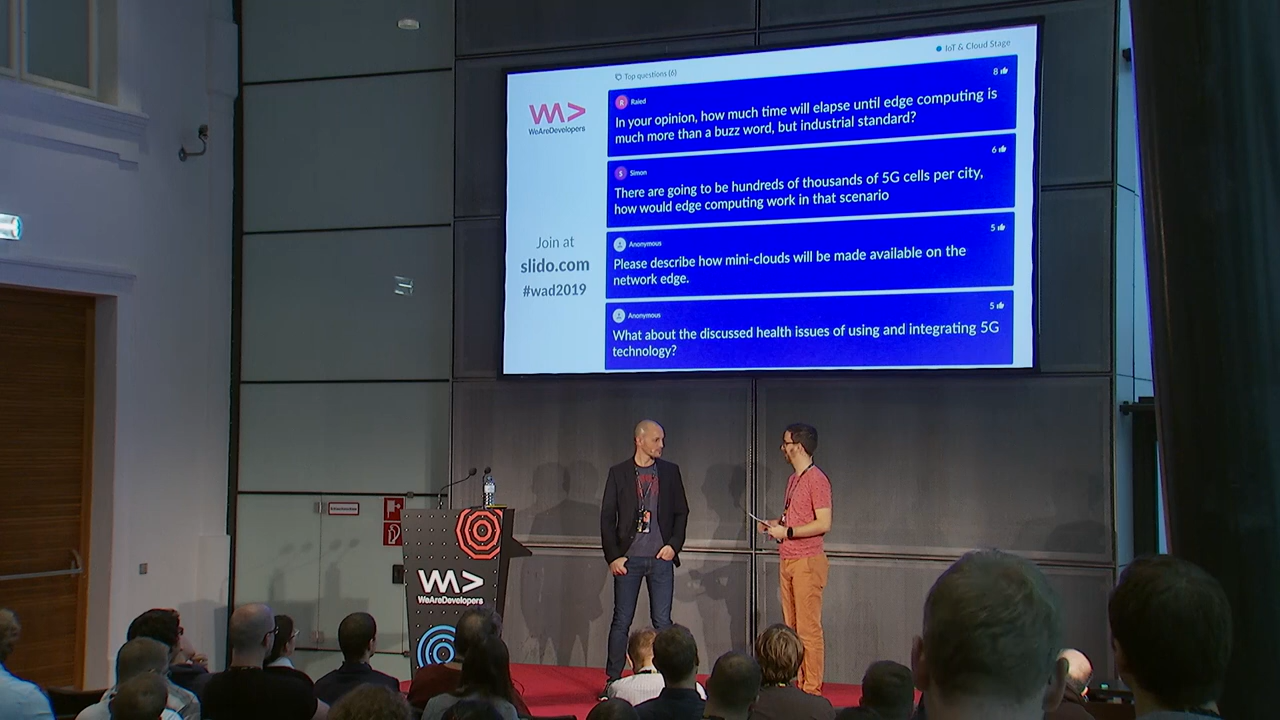 IoT & Cloud Stage
Top questions (6)
WeAreDevelopers
Join at
slido.com
#wad2019
R Raied
8
In your opinion, how much time will elapse until edge computing is
much more than a buzz word, but industrial standard?
S Simon
6
There are going to be hundreds of thousands of 5G cells per city,
how would edge computing work in that scenario
Anonymous
5
Please describe how mini-clouds will be made available on the
network edge.
Anonymous
5
What about the discussed health issues of using and integrating 5G
technology?
WeAreDevelopers